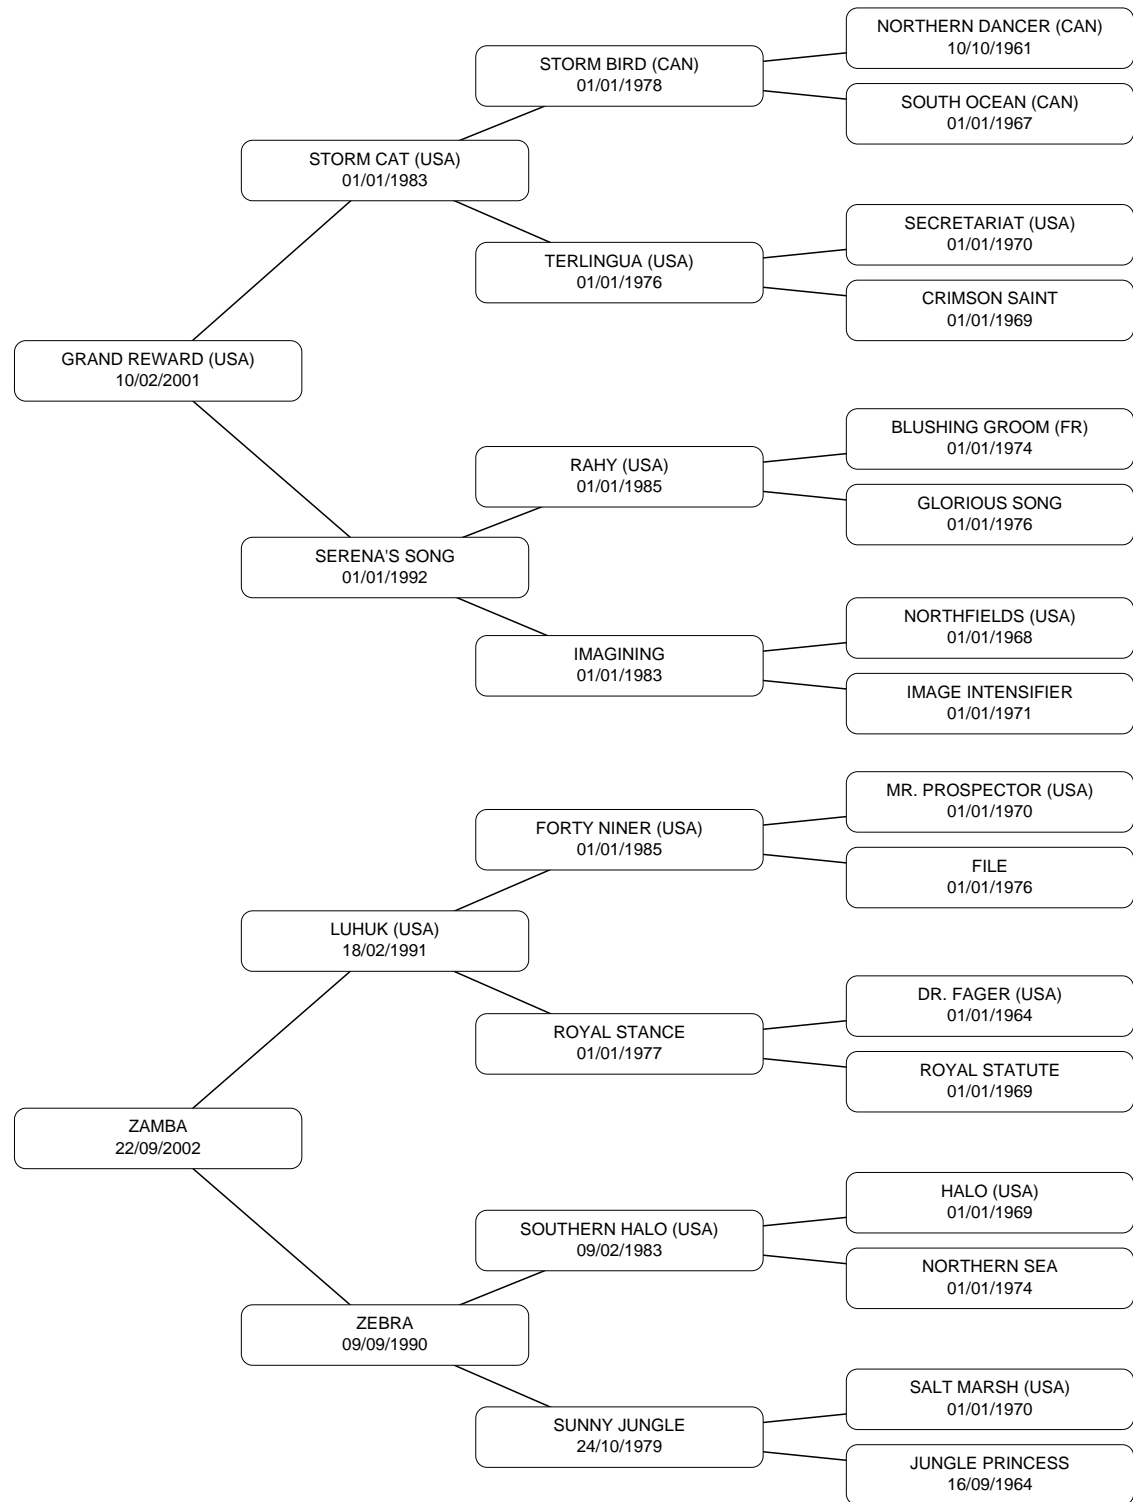 NORTHERN DANCER (CAN)
10/10/1961
STORM BIRD (CAN)
01/01/1978
SOUTH OCEAN (CAN)
01/01/1967
STORM CAT (USA)
01/01/1983
SECRETARIAT (USA)
01/01/1970
TERLINGUA (USA)
01/01/1976
CRIMSON SAINT
01/01/1969
GRAND REWARD (USA)
10/02/2001
BLUSHING GROOM (FR)
01/01/1974
RAHY (USA)
01/01/1985
GLORIOUS SONG
01/01/1976
SERENA'S SONG
01/01/1992
NORTHFIELDS (USA)
01/01/1968
IMAGINING
01/01/1983
IMAGE INTENSIFIER
01/01/1971
MR. PROSPECTOR (USA)
01/01/1970
FORTY NINER (USA)
01/01/1985
FILE
01/01/1976
LUHUK (USA)
18/02/1991
DR. FAGER (USA)
01/01/1964
ROYAL STANCE
01/01/1977
ROYAL STATUTE
01/01/1969
ZAMBA
22/09/2002
HALO (USA)
01/01/1969
SOUTHERN HALO (USA)
09/02/1983
NORTHERN SEA
01/01/1974
ZEBRA
09/09/1990
SALT MARSH (USA)
01/01/1970
SUNNY JUNGLE
24/10/1979
JUNGLE PRINCESS
16/09/1964